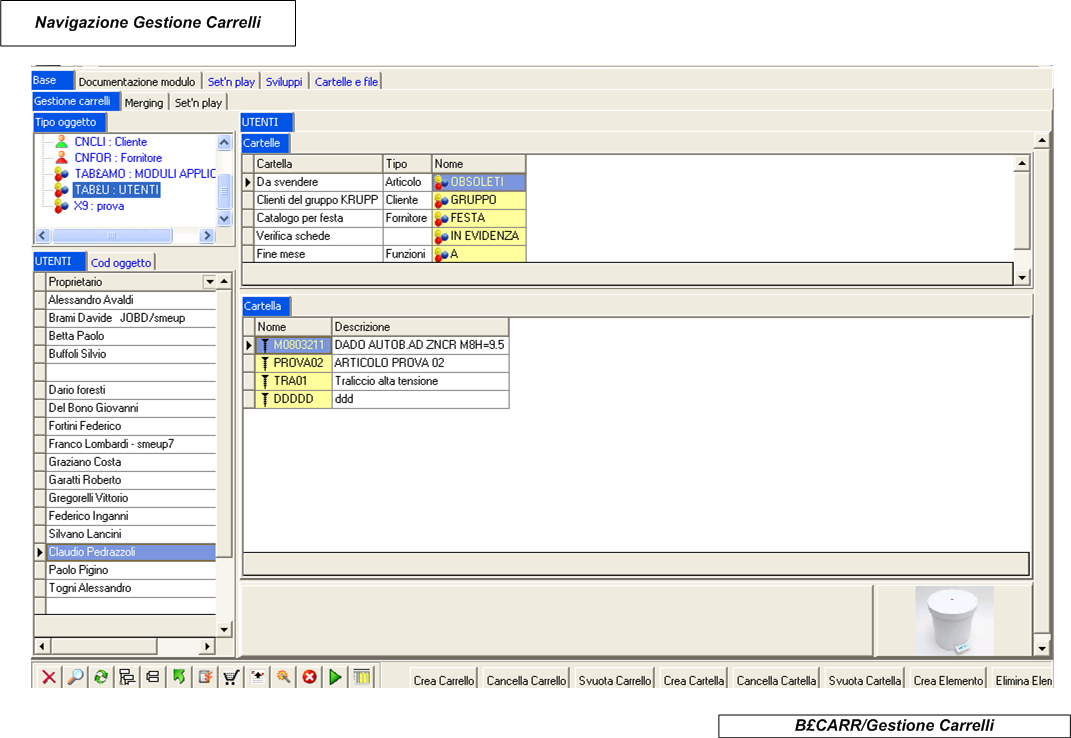 Navigazione Gestione Carrelli
Base Documentazione modulo Set'n play Sviluppi Cartelle e file
Gestione carrelli Merging Set'n play
Tipo oggetto
CNCLI : Cliente
CNFOR : Fornitore
TAB£AMO : MODULI APPLIC
TAB£U : UTENTI
X9 : prova
UTENTI Cod oggetto
Proprietario
Alessandro Avaldi
Brami Davide JOBD/smeup
Betta Paolo
Buffoli Silvio
Dario foresti
Del Bono Giovanni
Fortini Federico
Franco Lombardi - smeup7
Graziano Costa
Garatti Roberto
Gregorelli Vittorio
Federico Inganni
Silvano Lancini
Claudio Pedrazzoli
Paolo Pigino
Togni Alessandro
UTENTI
Cartelle
Cartella Tipo Nome
Da svendere Articolo OBSOLETI
Clienti del gruppo KRUPP Cliente GRUPPO
Catalogo per festa Fornitore FESTA
Verifica schede IN EVIDENZA
Fine mese Funzioni A
Cartella
Nome Descrizione
M0803211 DADO AUTOB.AD ZNCR M8H=9.5
PROVA02 ARTICOLO PROVA 02
TRA01 Traliccio alta tensione
DDDDD ddd
Crea Carrello Cancella Carrello Svuota Carrello Crea Cartella Cancella Cartella Svuota Cartella Crea Elemento Elimina Elen
B£CARR/Gestione Carrelli